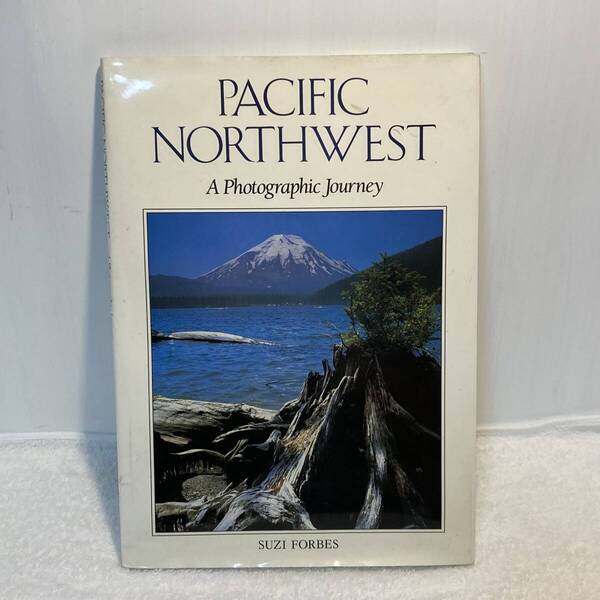 PACIFIC
NORTHWEST
A Photographic Journey
SUZI FORBES